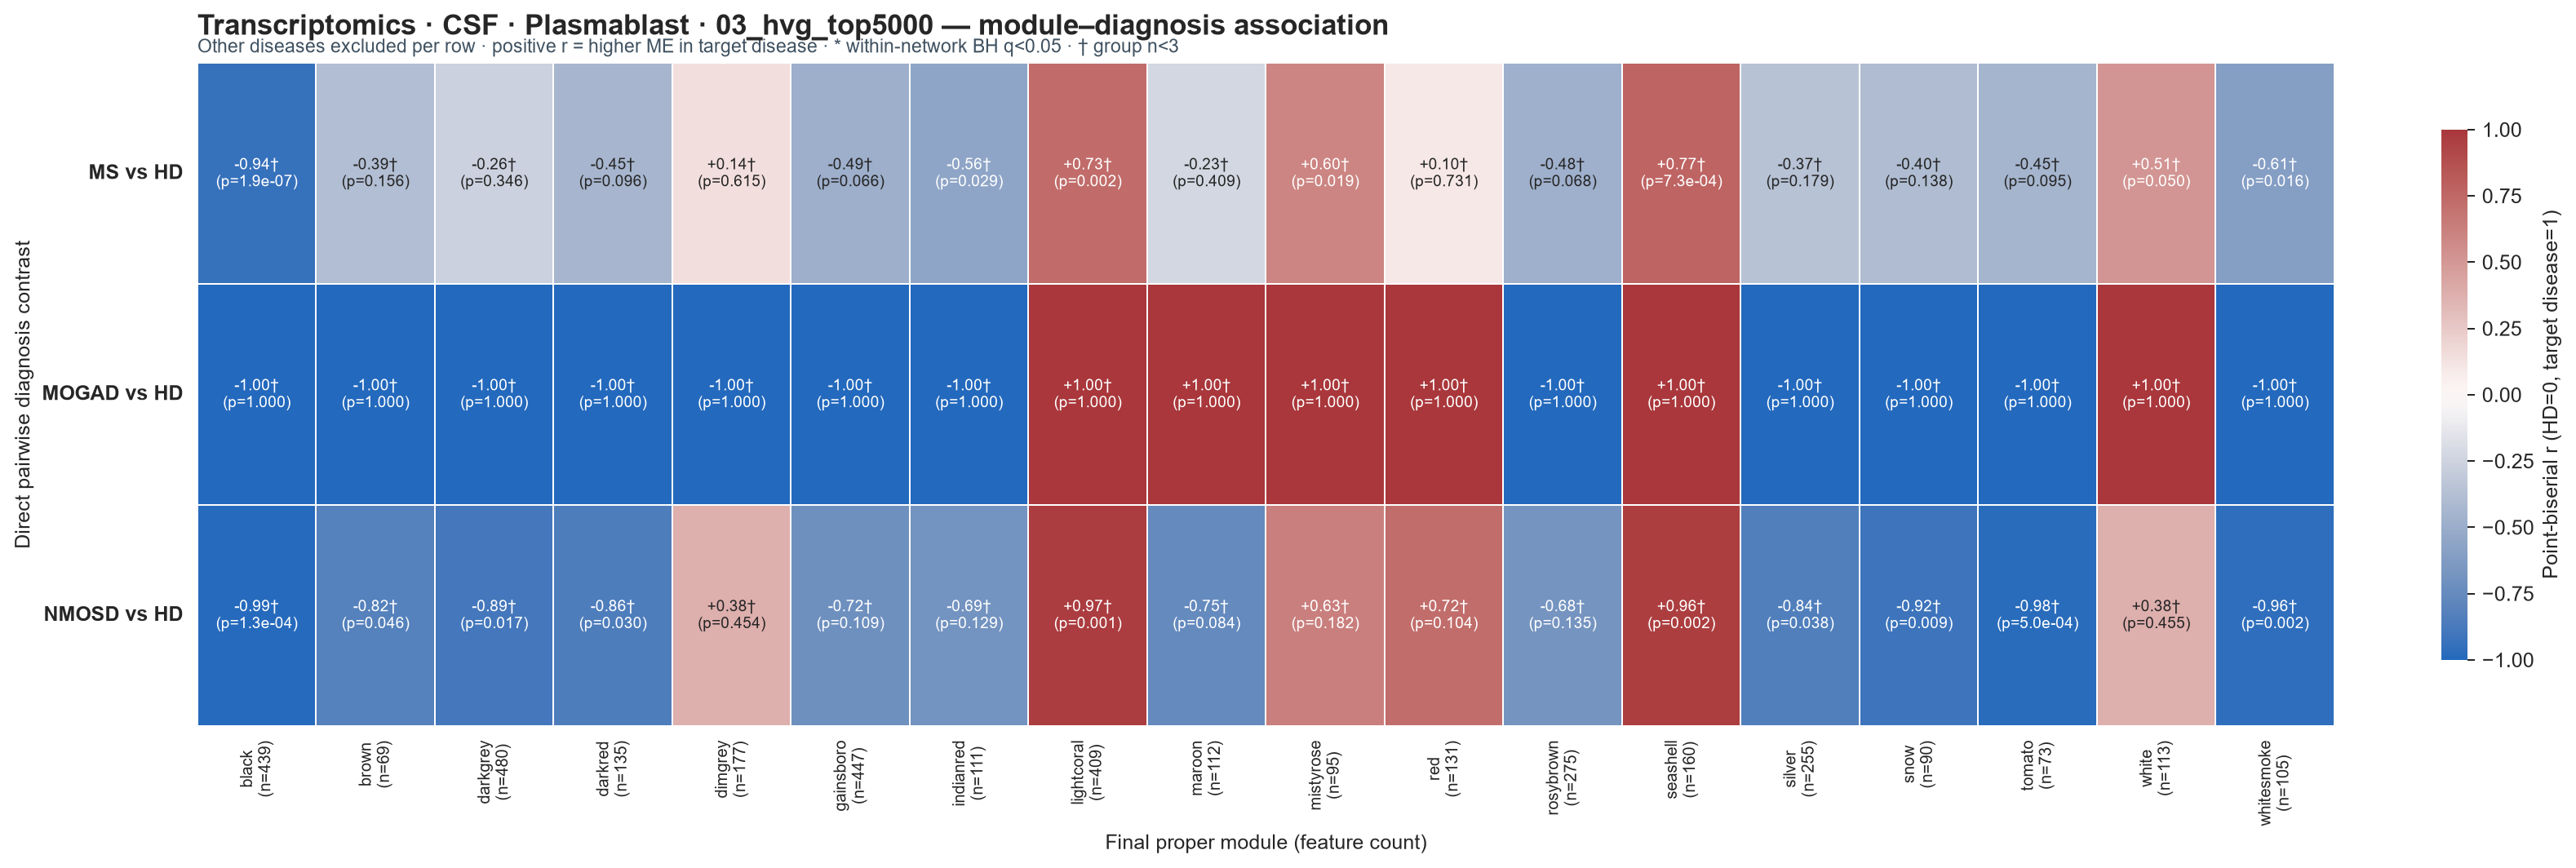 Transcriptomics · CSF · Plasmablast · 03_hvg_top5000 — module–diagnosis association
Other diseases excluded per row · positive r = higher ME in target disease · * within-network BH q<0.05 · † group n<3
Direct pairwise diagnosis contrast
MS vs HD
-0.94† -0.39† -0.26† -0.45† +0.14† -0.49† -0.56† +0.73† -0.23† +0.60† +0.10† -0.48† +0.77† -0.37† -0.40† -0.45† +0.51† -0.61†
(p=1.9e-07) (p=0.156) (p=0.346) (p=0.096) (p=0.615) (p=0.066) (p=0.029) (p=0.002) (p=0.409) (p=0.019) (p=0.731) (p=0.068) (p=7.3e-04) (p=0.179) (p=0.138) (p=0.095) (p=0.050) (p=0.016)
MOGAD vs HD
-1.00† -1.00† -1.00† -1.00† -1.00† -1.00† -1.00† +1.00† +1.00† +1.00† +1.00† -1.00† +1.00† -1.00† -1.00† -1.00† +1.00† -1.00†
(p=1.000) (p=1.000) (p=1.000) (p=1.000) (p=1.000) (p=1.000) (p=1.000) (p=1.000) (p=1.000) (p=1.000) (p=1.000) (p=1.000) (p=1.000) (p=1.000) (p=1.000) (p=1.000) (p=1.000) (p=1.000)
NMOSD vs HD
-0.99† -0.82† -0.89† -0.86† +0.38† -0.72† -0.69† +0.97† -0.75† +0.63† +0.72† -0.68† +0.96† -0.84† -0.92† -0.98† +0.38† -0.96†
(p=1.3e-04) (p=0.046) (p=0.017) (p=0.030) (p=0.454) (p=0.109) (p=0.129) (p=0.001) (p=0.084) (p=0.182) (p=0.104) (p=0.135) (p=0.002) (p=0.038) (p=0.009) (p=5.0e-04) (p=0.455) (p=0.002)
black
(n=439)
brown
(n=69)
darkgrey
(n=480)
darkred
(n=135)
dimgrey
(n=177)
gainsboro
(n=447)
indianred
(n=111)
lightcoral
(n=409)
maroon
(n=112)
mistyrose
(n=95)
red
(n=131)
rosybrown
(n=275)
seashell
(n=160)
silver
(n=255)
snow
(n=90)
tomato
(n=73)
white
(n=113)
whitesmoke
(n=105)
Final proper module (feature count)
1.00
0.75
0.50
0.25
0.00
−0.25
−0.50
−0.75
−1.00
Point-biserial r (HD=0, target disease=1)